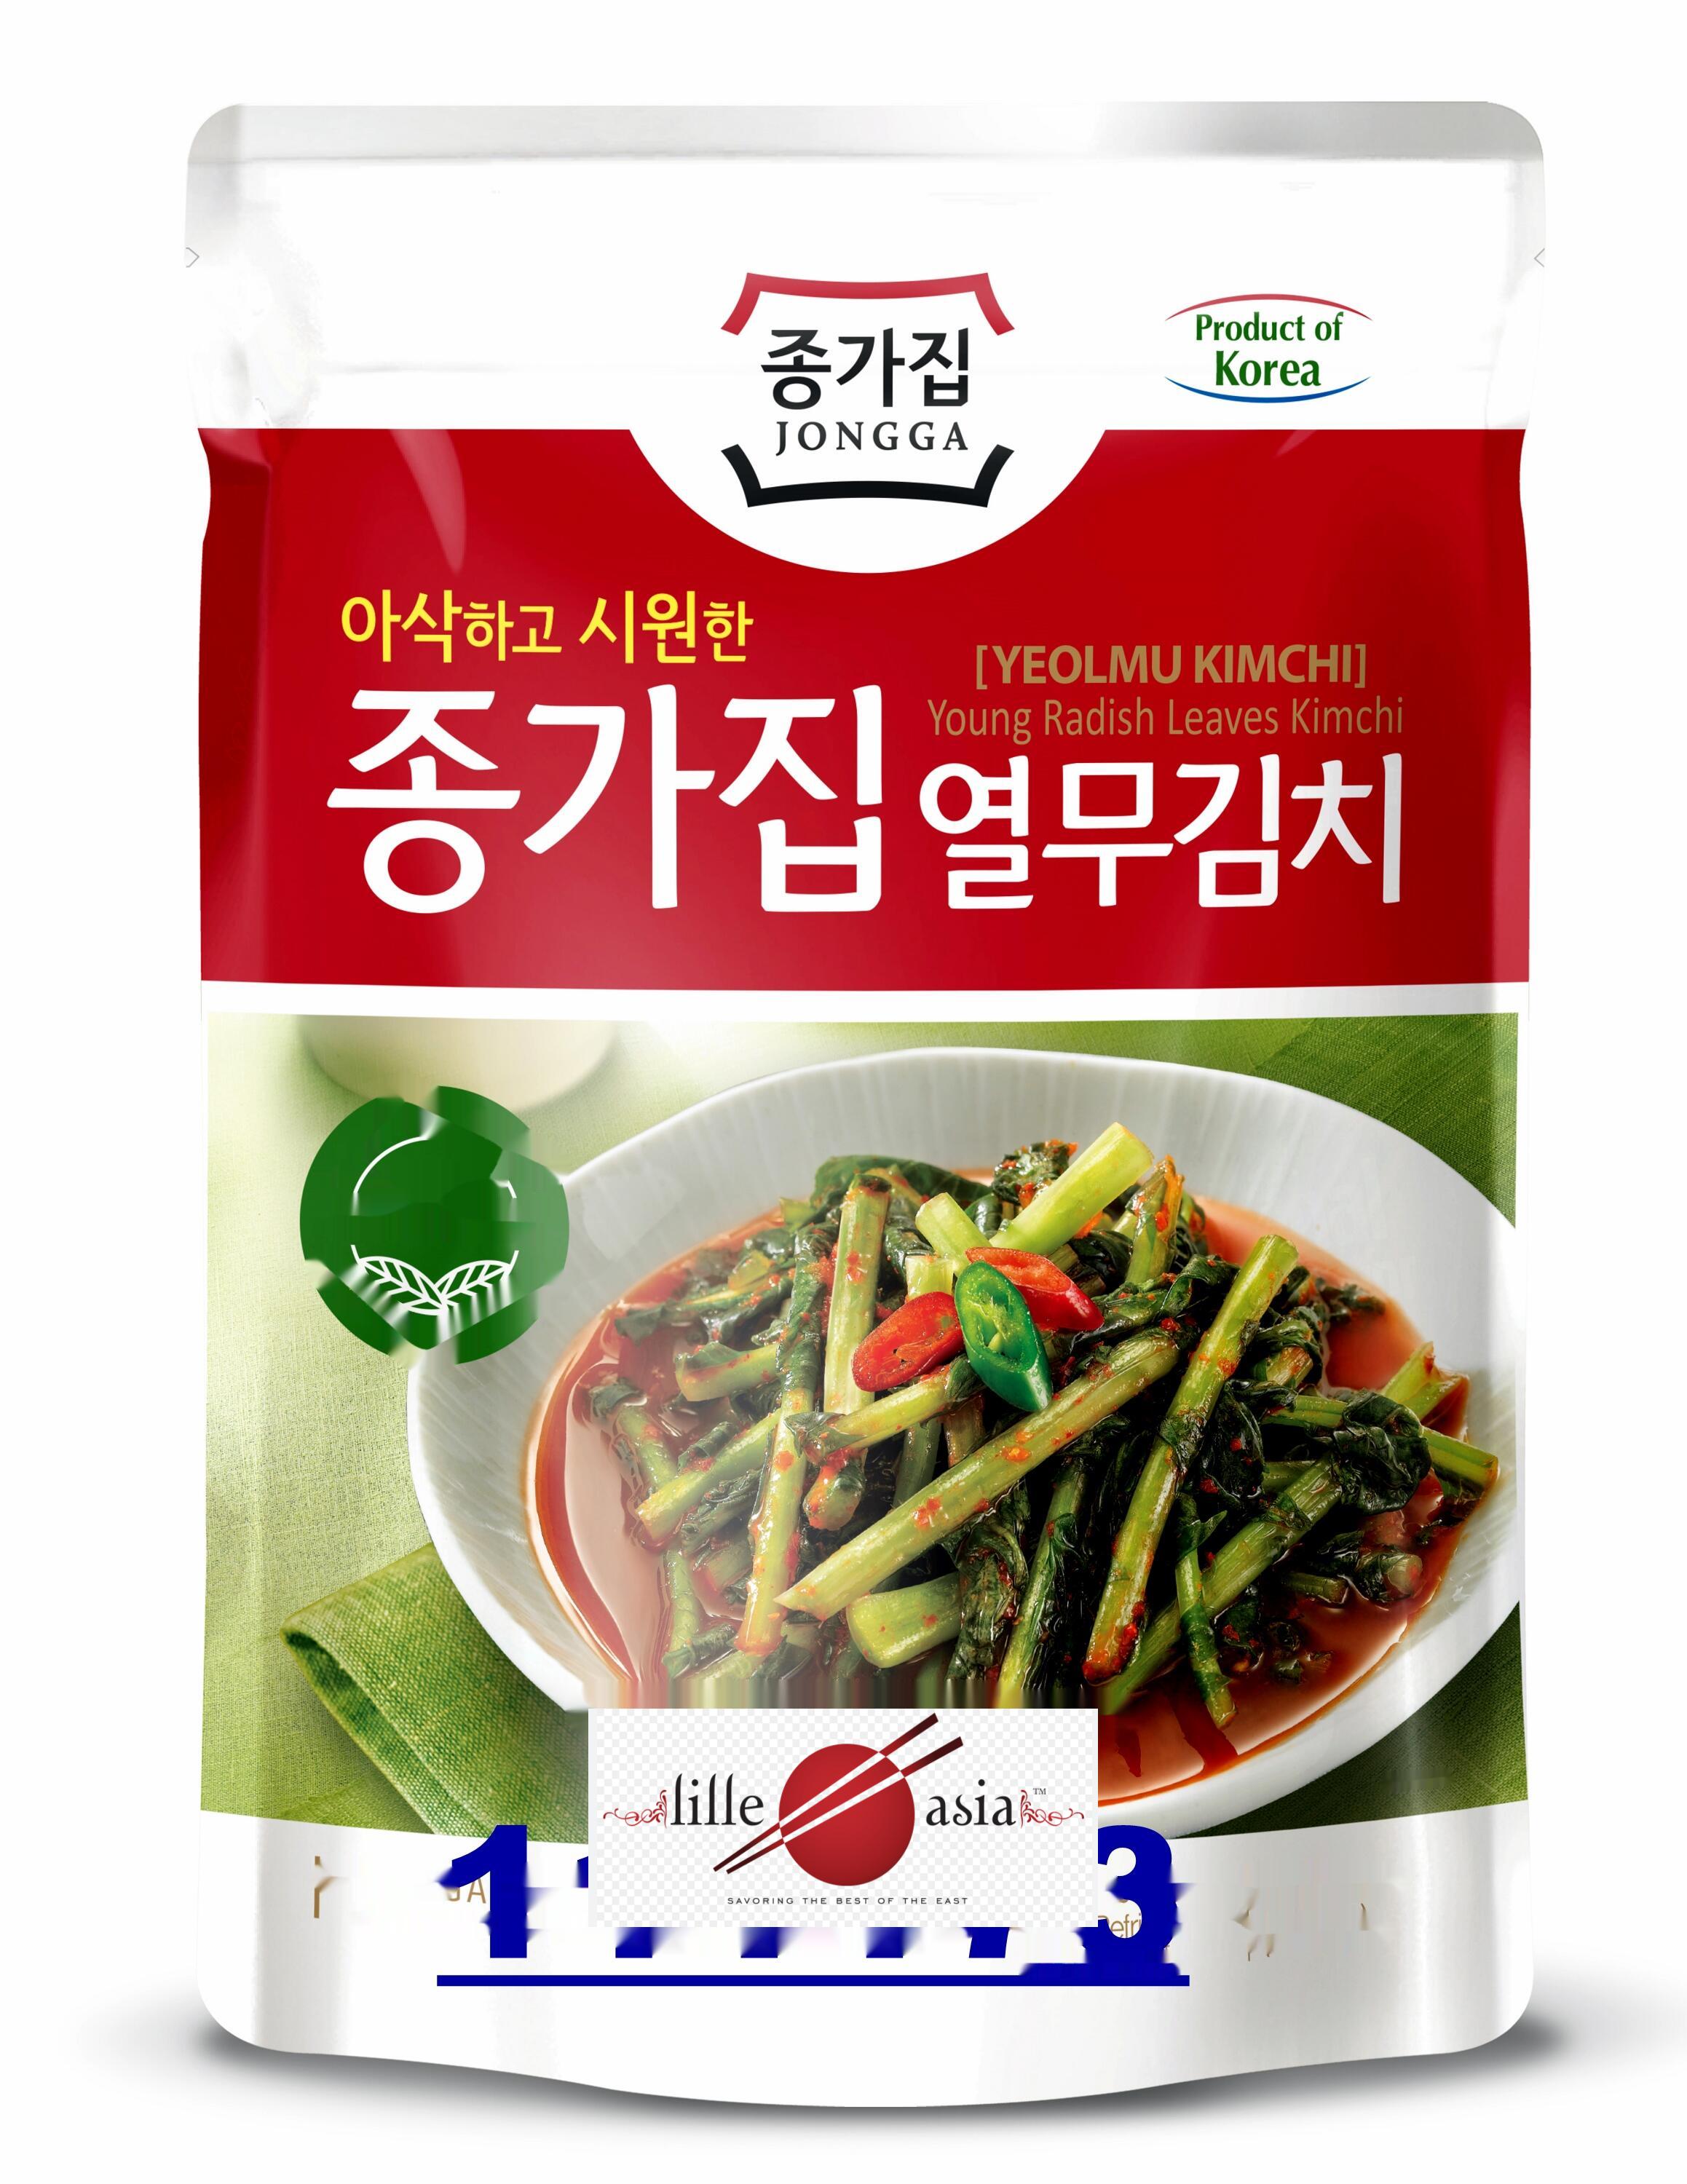 종가집
JONGGA
Product of
Korea
아삭하고 시원한
[YEOLMU KIMCHI]
Young Radish Leaves Kimchi
종가집 열무김치
lille asia™
SAVORING THE BEST OF THE EAST